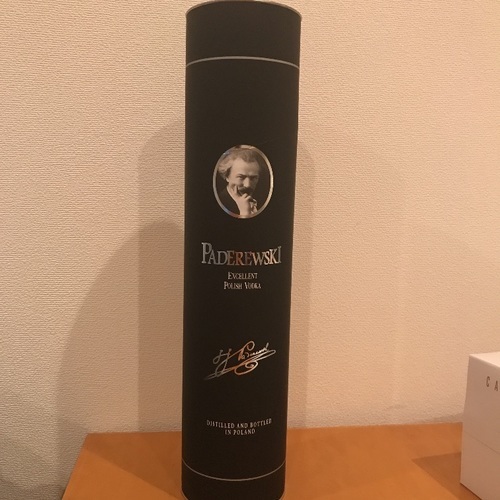 PADEREWSKI
EXCELLENT
POLISH VODKA
DISTILLED AND BOTTLED
IN POLAND